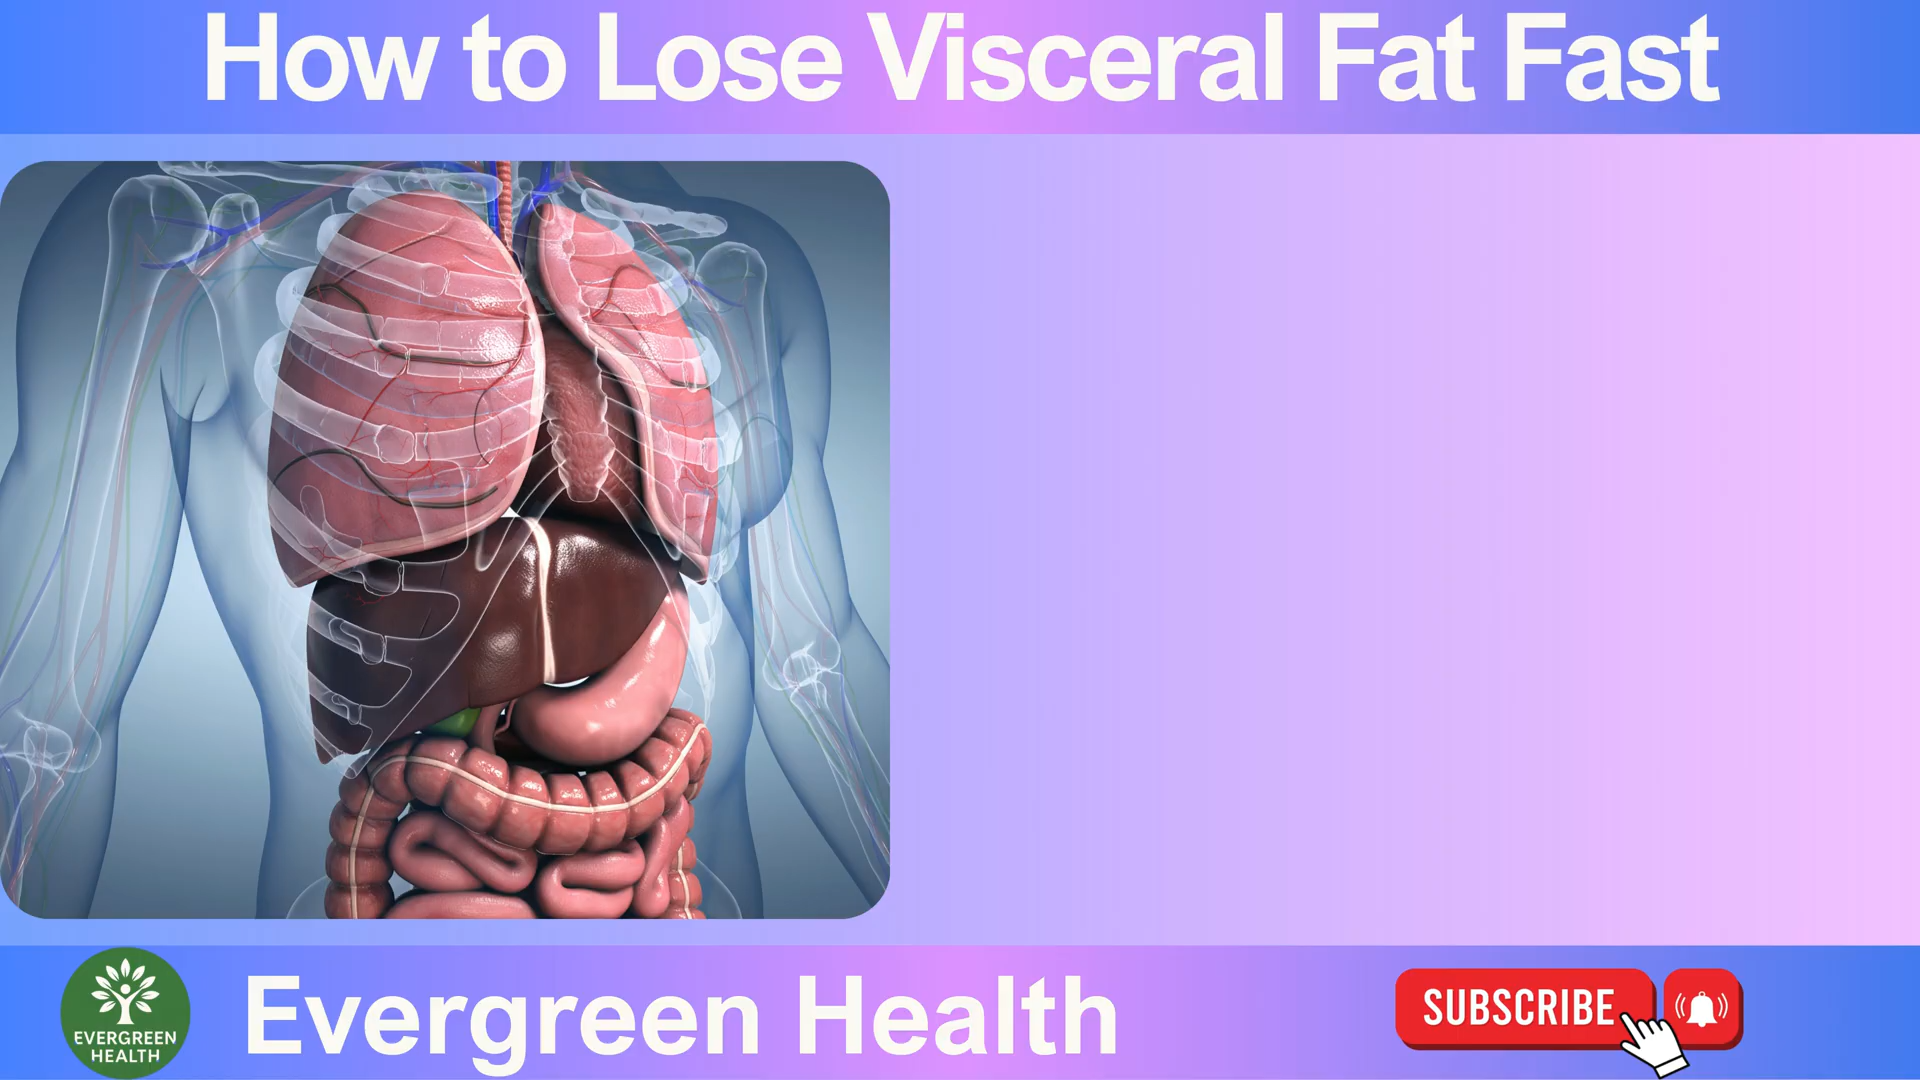 How to Lose Visceral Fat Fast
EVERGREEN
HEALTH
Evergreen Health
SUBSCRIBE